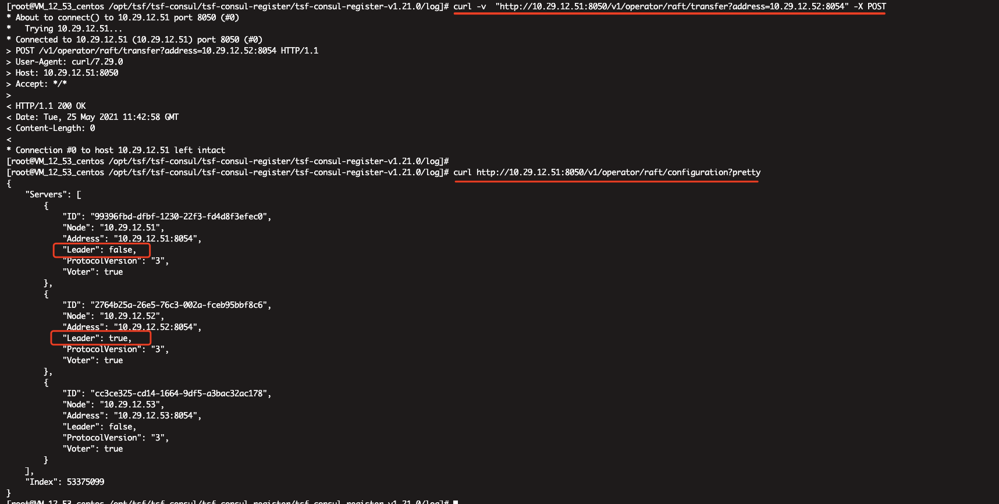 [root@VM_12_53_centos /opt/tsf/tsf-consul/tsf-consul-register/tsf-consul-register-v1.21.0/log]# curl -v  "http://10.29.12.51:8050/v1/operator/raft/transfer?address=10.29.12.52:8054" -X POST
* About to connect() to 10.29.12.51 port 8050 (#0)
*   Trying 10.29.12.51...
* Connected to 10.29.12.51 (10.29.12.51) port 8050 (#0)
> POST /v1/operator/raft/transfer?address=10.29.12.52:8054 HTTP/1.1
> User-Agent: curl/7.29.0
> Host: 10.29.12.51:8050
> Accept: */*
>
< HTTP/1.1 200 OK
< Date: Tue, 25 May 2021 11:42:58 GMT
< Content-Length: 0
<
* Connection #0 to host 10.29.12.51 left intact
[root@VM_12_53_centos /opt/tsf/tsf-consul/tsf-consul-register/tsf-consul-register-v1.21.0/log]#
[root@VM_12_53_centos /opt/tsf/tsf-consul/tsf-consul-register/tsf-consul-register-v1.21.0/log]# curl http://10.29.12.51:8050/v1/operator/raft/configuration?pretty
{
    "Servers": [
        {
            "ID": "99396fbd-dfbf-1230-22f3-fd4d8f3efec0",
            "Node": "10.29.12.51",
            "Address": "10.29.12.51:8054",
            "Leader": false,
            "ProtocolVersion": "3",
            "Voter": true
        },
        {
            "ID": "2764b25a-26e5-76c3-002a-fceb95bbf8c6",
            "Node": "10.29.12.52",
            "Address": "10.29.12.52:8054",
            "Leader": true,
            "ProtocolVersion": "3",
            "Voter": true
        },
        {
            "ID": "cc3ce325-cd14-1664-9df5-a3bac32ac178",
            "Node": "10.29.12.53",
            "Address": "10.29.12.53:8054",
            "Leader": false,
            "ProtocolVersion": "3",
            "Voter": true
        }
    ],
    "Index": 53375099
}
[root@VM_12_53_centos /opt/tsf/tsf-consul/tsf-consul-register/tsf-consul-register-v1.21.0/log]#